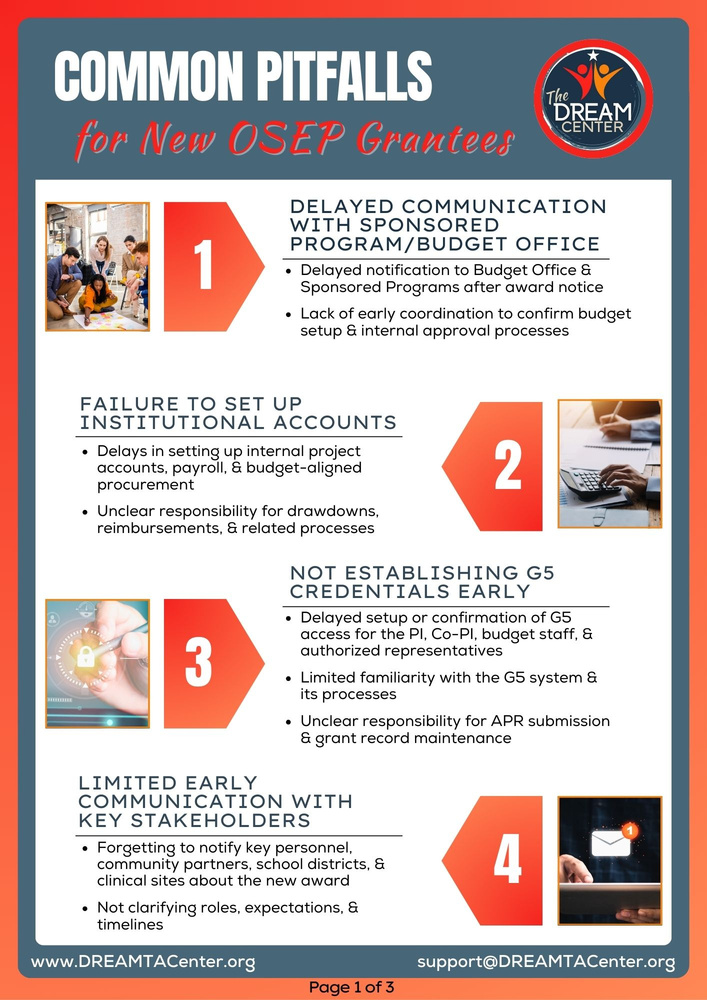 COMMON PITFALLS
for New OSEP Grantees
The
DREAM
CENTER
1
DELAYED COMMUNICATION
WITH SPONSORED
PROGRAM/BUDGET OFFICE
• Delayed notification to Budget Office &
Sponsored Programs after award notice
• Lack of early coordination to confirm budget
setup & internal approval processes
FAILURE TO SET UP
INSTITUTIONAL ACCOUNTS
• Delays in setting up internal project
accounts, payroll, & budget-aligned
procurement
• Unclear responsibility for drawdowns,
reimbursements, & related processes
2
NOT ESTABLISHING G5
CREDENTIALS EARLY
3
• Delayed setup or confirmation of G5
access for the PI, Co-PI, budget staff, &
authorized representatives
• Limited familiarity with the G5 system &
its processes
• Unclear responsibility for APR submission
& grant record maintenance
LIMITED EARLY
COMMUNICATION WITH
KEY STAKEHOLDERS
• Forgetting to notify key personnel,
community partners, school districts, &
clinical sites about the new award
• Not clarifying roles, expectations, &
timelines
4
1
www.DREAMTACenter.org
support@DREAMTACenter.org
Page 1 of 3